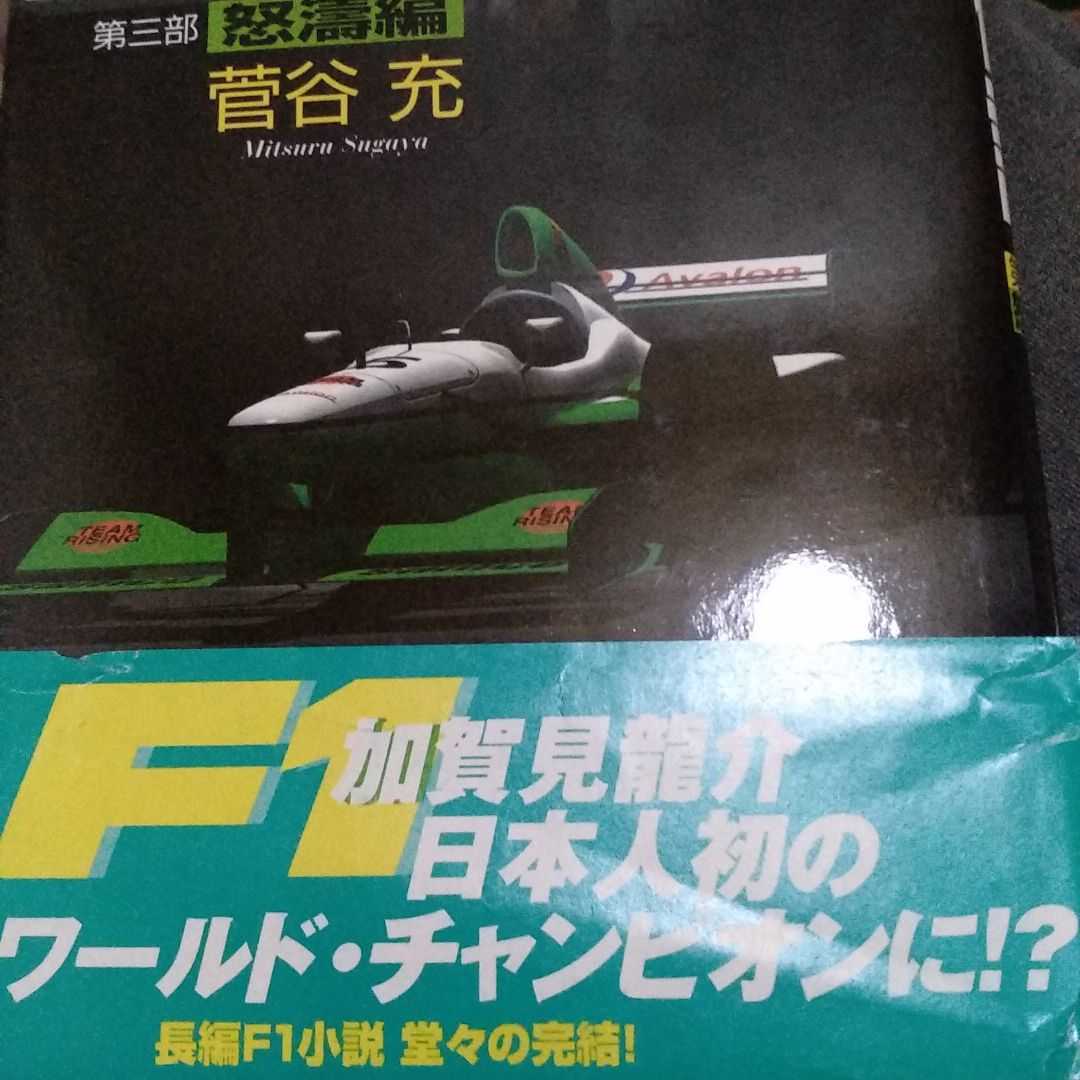 第三部 怒濤編
菅谷 充
Mitsuru Sugaya
Avalon
TEAM
RISING
TEAM
RISING
F1
加賀見龍介
日本人初の
ワールド・チャンピオンに!?
長編F1小説 堂々の完結!